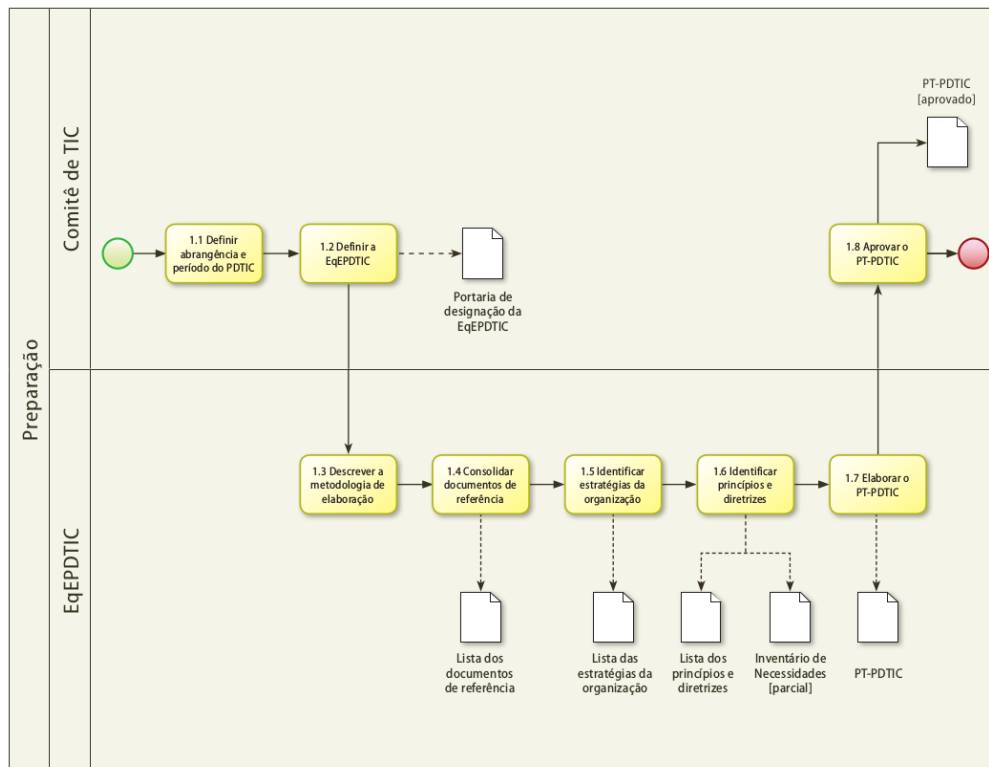 Preparação
Comitê de TIC
1.1 Definir
abrangência e
período do PDTIC
1.2 Definir a
EqEPDTIC
Portaria de
designação da
EqEPDTIC
PT-PDTIC
[aprovado]
1.8 Aprovar o
PT-PDTIC
EqEPDTIC
1.3 Descrever a
metodologia de
elaboração
1.4 Consolidar
documentos de
referência
1.5 Identificar
estratégias da
organização
1.6 Identificar
princípios e
diretrizes
1.7 Elaborar o
PT-PDTIC
Lista dos
documentos
de referência
Lista das
estratégias da
organização
Lista dos
princípios e
diretrizes
Inventário de
Necessidades
[parcial]
PT-PDTIC